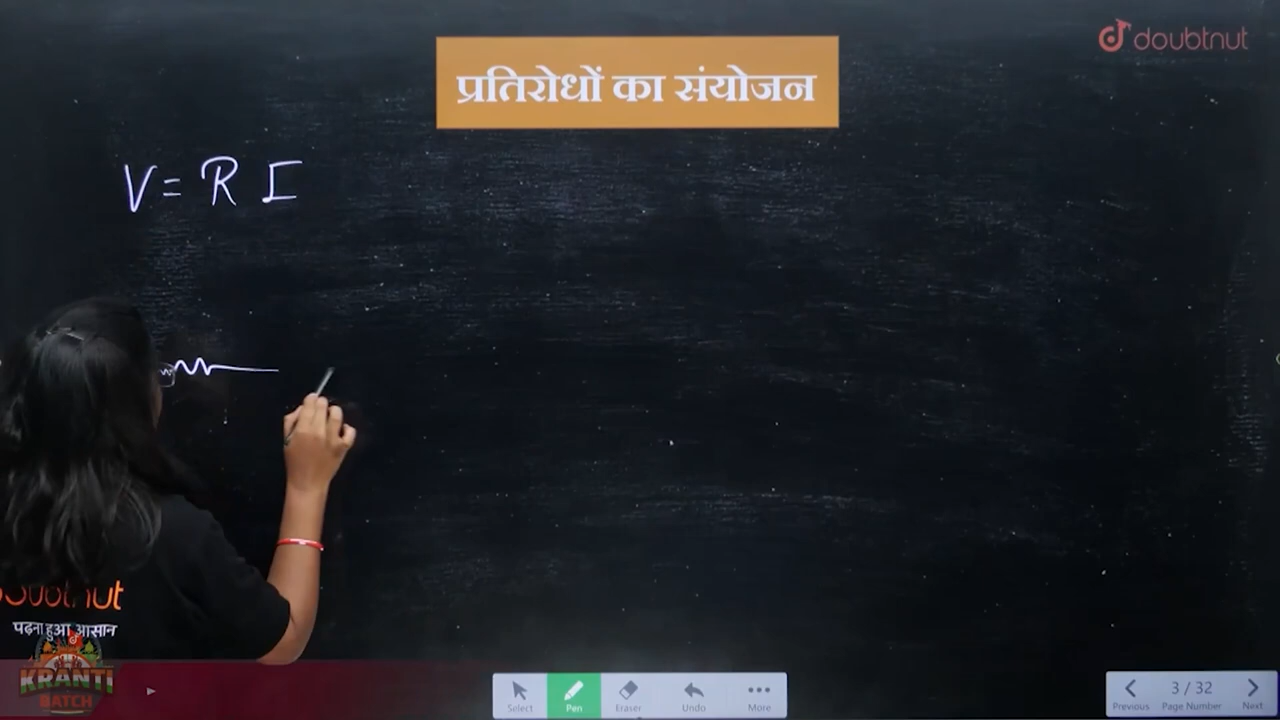 doubtnut
प्रतिरोधों का संयोजन
V = R I
doubtnut
पढ़ना हुआ आसान
KRANTI
BATCH
Select
Pen
Eraser
Undo
More
3 / 32
Previous
Page Number
Next